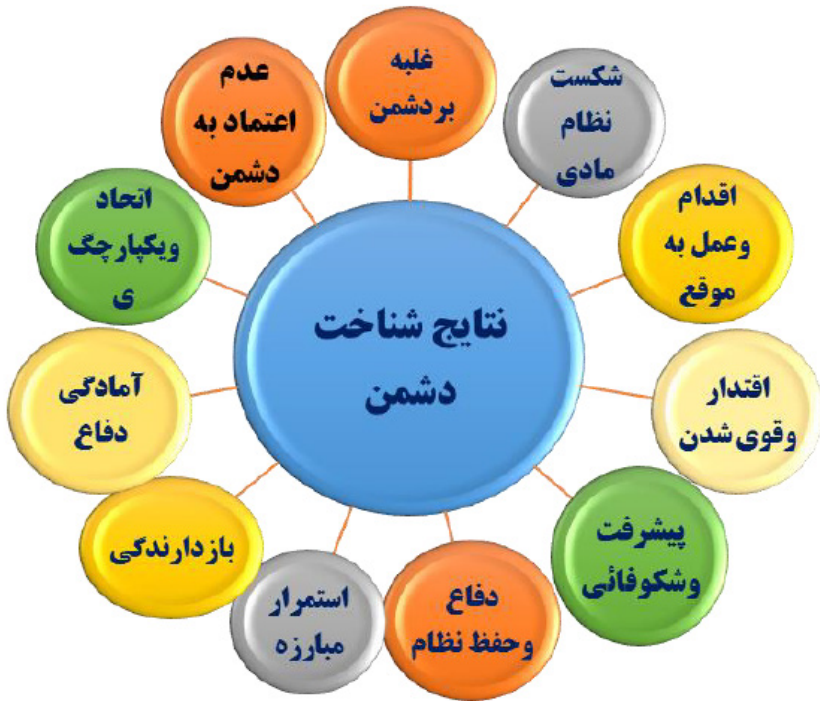 نتایج شناخت
دشمن
غلبه
بردشمن
شکست
نظام
مادی
اقدام
وعمل به
موقع
اقتدار
وقوی شدن
پیشرفت
وشکوفائی
دفاع
وحفظ نظام
استمرار
مبارزه
بازدارندگی
آمادگی
دفاع
اتحاد
ویکپارچگ
ی
عدم
اعتماد به
دشمن